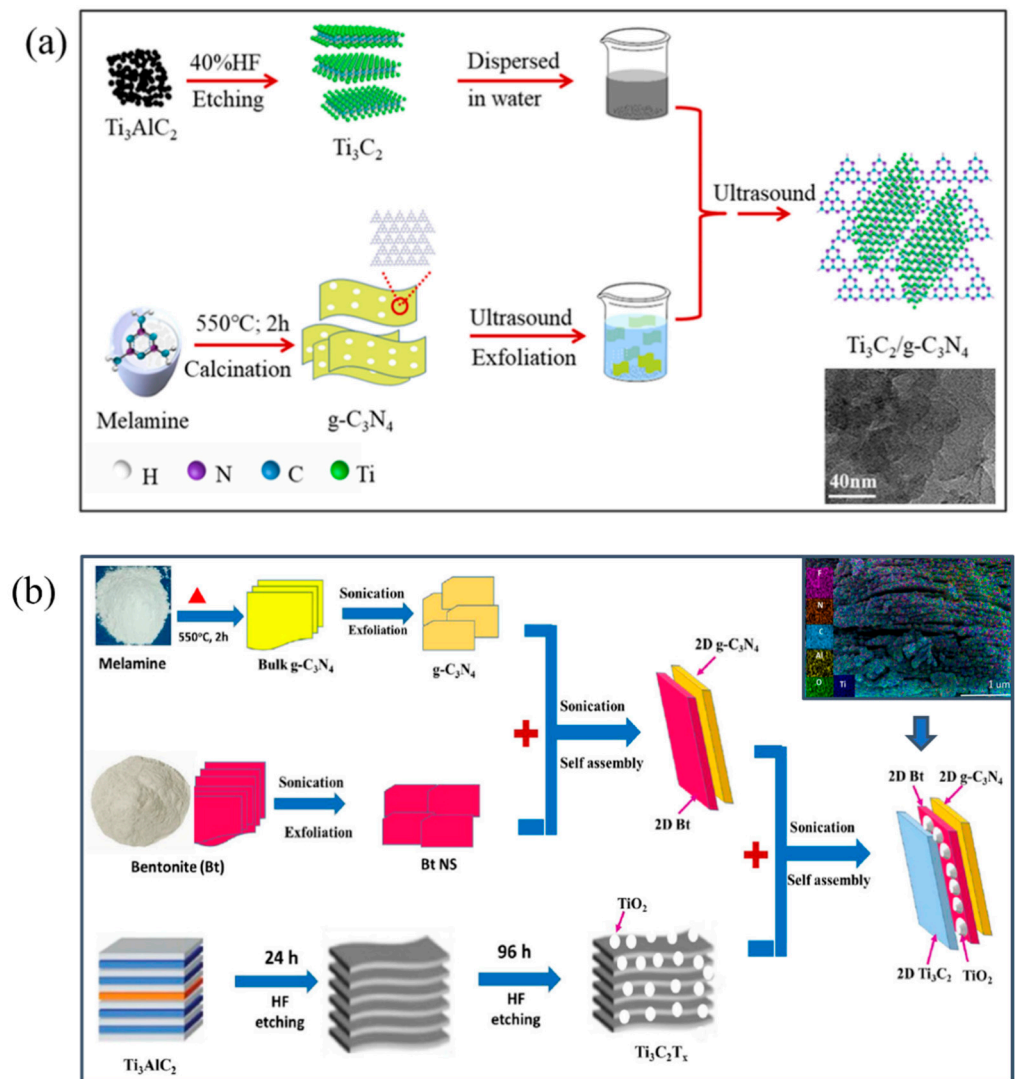 (a)
40%HF
Etching
Ti₃AlC₂
Ti₃C₂
Dispersed
in water
Ultrasound
Melamine
550°C; 2h
Calcination
g-C₃N₄
Ultrasound
Exfoliation
Ti₃C₂/g-C₃N₄
H N C Ti
40nm
(b)
Melamine
550°C, 2h
Bulk g-C₃N₄
Sonication
Exfoliation
g-C₃N₄
Bentonite (Bt)
Sonication
Exfoliation
Bt NS
+
Sonication
Self assembly
2D g-C₃N₄
2D Bt
Ti₃AlC₂
24 h
HF
etching
96 h
HF
etching
TiO₂
Ti₃C₂Tₓ
+
Sonication
Self assembly
F
N
C
Al
O Ti
1 um
2D Bt 2D g-C₃N₄
2D Ti₃C₂ TiO₂